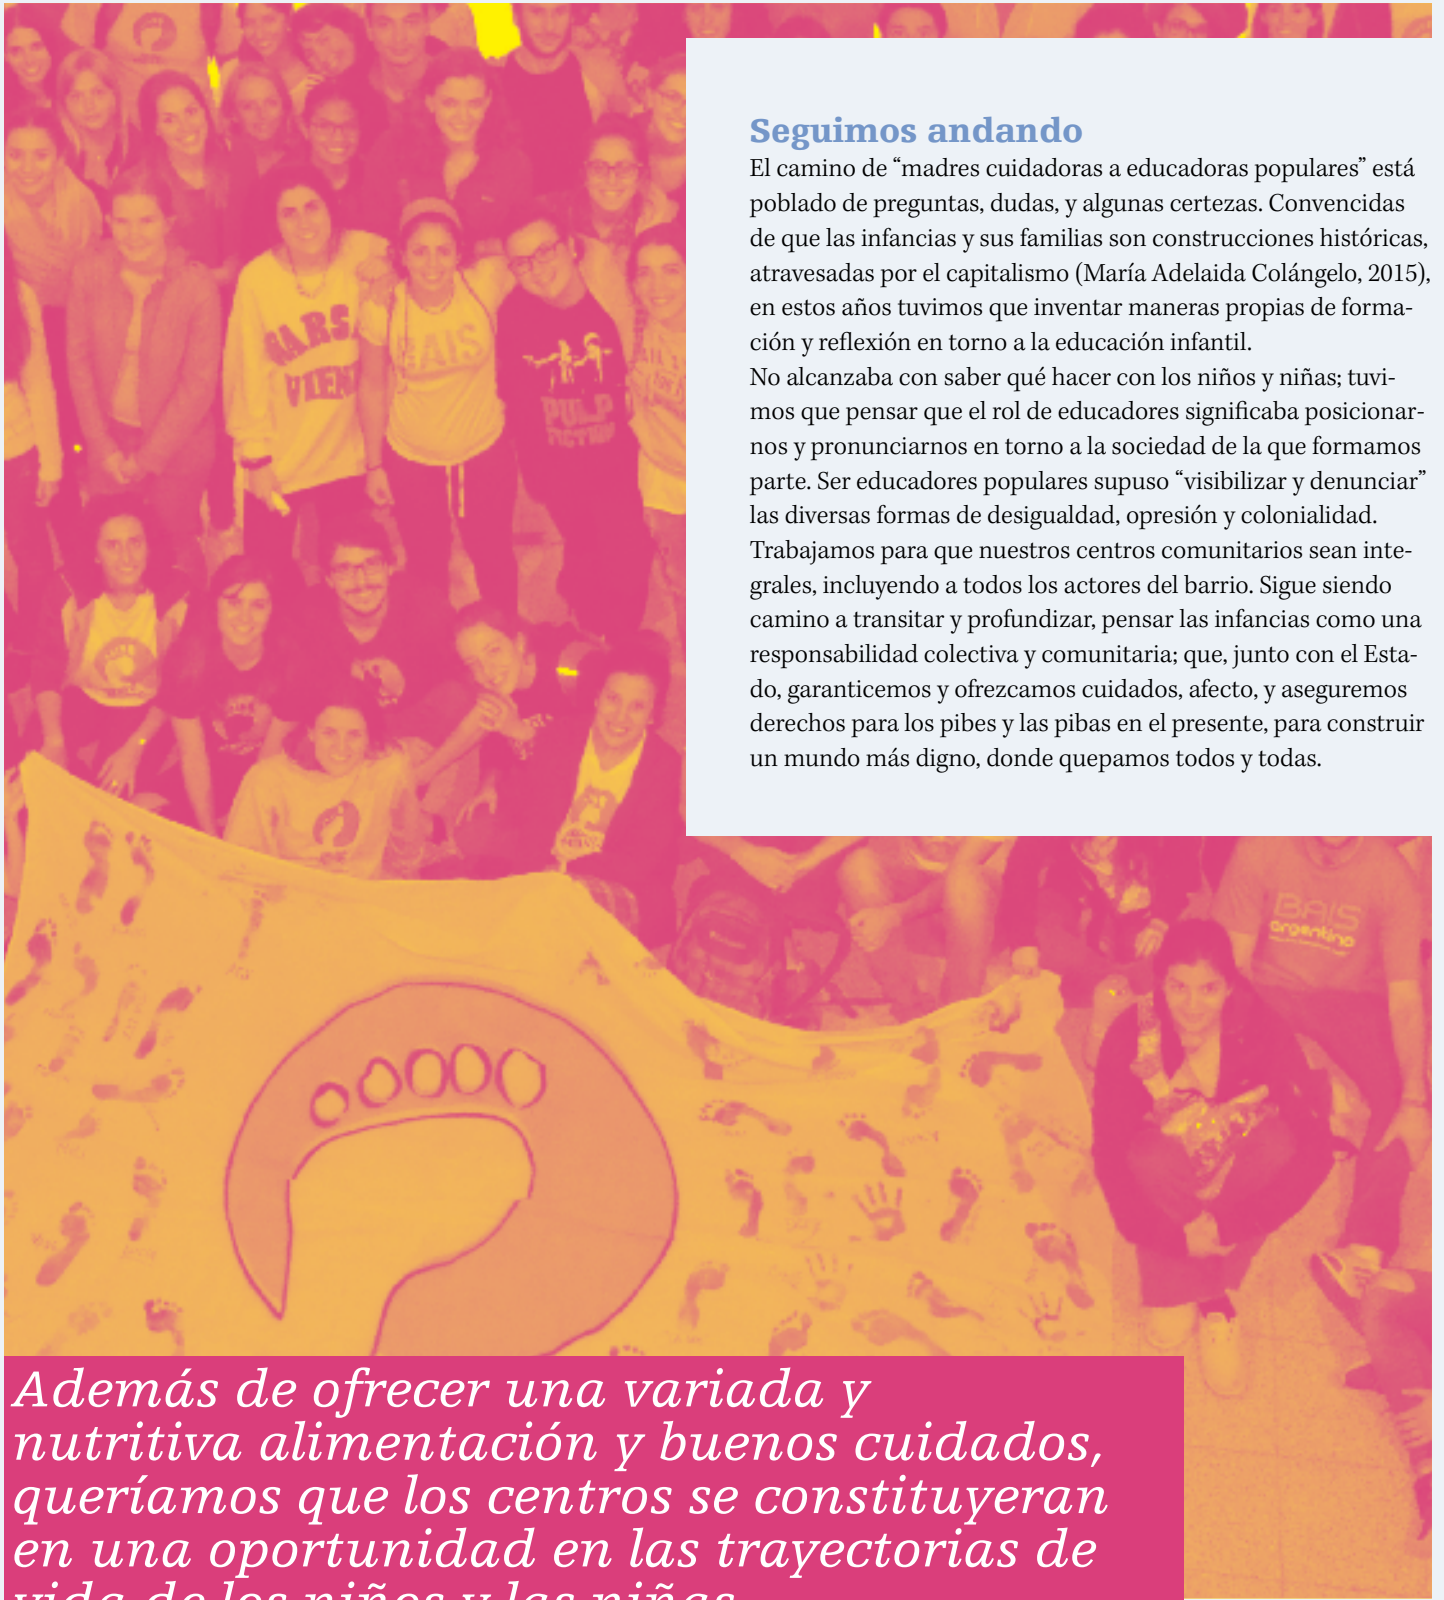 Seguimos andando
El camino de “madres cuidadoras a educadoras populares” está
poblado de preguntas, dudas, y algunas certezas. Convencidas
de que las infancias y sus familias son construcciones históricas,
atravesadas por el capitalismo (María Adelaida Colángelo, 2015),
en estos años tuvimos que inventar maneras propias de forma-
ción y reflexión en torno a la educación infantil.
No alcanzaba con saber qué hacer con los niños y niñas; tuvi-
mos que pensar que el rol de educadores significaba posicionar-
nos y pronunciarnos en torno a la sociedad de la que formamos
parte. Ser educadores populares supuso “visibilizar y denunciar”
las diversas formas de desigualdad, opresión y colonialidad.
Trabajamos para que nuestros centros comunitarios sean inte-
grales, incluyendo a todos los actores del barrio. Sigue siendo
camino a transitar y profundizar, pensar las infancias como una
responsabilidad colectiva y comunitaria; que, junto con el Esta-
do, garanticemos y ofrezcamos cuidados, afecto, y aseguremos
derechos para los pibes y las pibas en el presente, para construir
un mundo más digno, donde quepamos todos y todas.
BARS
VIEN
BAIS
PULP
FICTION
BAIS
argentina
Además de ofrecer una variada y
nutritiva alimentación y buenos cuidados,
queríamos que los centros se constituyeran
en una oportunidad en las trayectorias de
vida de los niños y las niñas